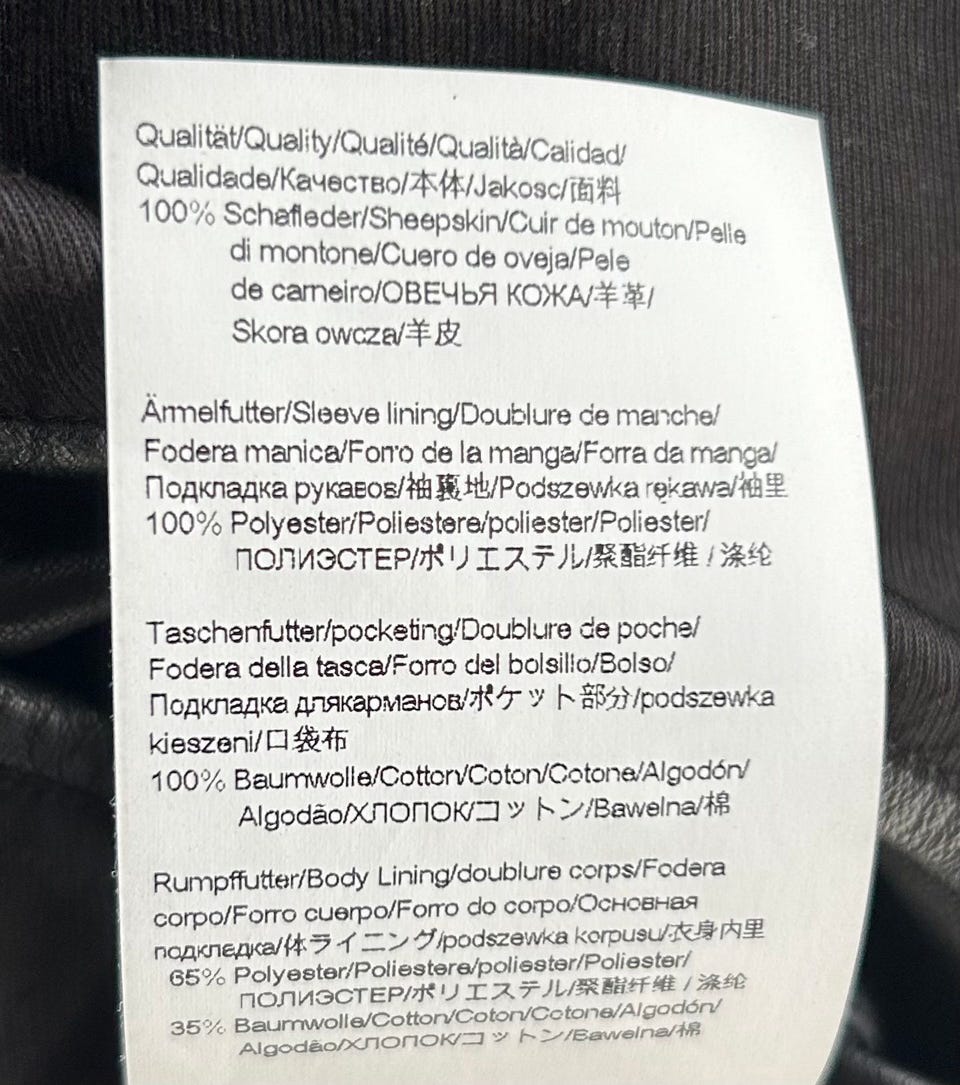 Qualität/Quality/Qualité/Qualità/Calidad/
Qualidade/Качество/本体/Jakosc/面料
100% Schafleder/Sheepskin/Cuir de mouton/Pelle
di montone/Cuero de oveja/Pele
de carneiro/ОВЕЧЬЯ КОЖА/羊革/
Skora owcza/羊皮
Ärmelfutter/Sleeve lining/Doublure de manche/
Fodera manica/Forro de la manga/Forra da manga/
Подкладка рукавов/袖裏地/Podszewka rękawa/袖里
100% Polyester/Poliestere/poliester/Poliester/
ПОЛИЭСТЕР/ポリエステル/聚酯纤维 / 涤纶
Taschenfutter/pocketing/Doublure de poche/
Fodera della tasca/Forro del bolsillo/Bolso/
Подкладка длякарманов/ポケット部分/podszewka
kieszeni/口袋布
100% Baumwolle/Cotton/Coton/Cotone/Algodón/
Algodão/ХЛОПОК/コットン/Bawelna/棉
Rumpffutter/Body Lining/doublure corps/Fodera
corpo/Forro cuerpo/Forro do corpo/Основная
подкладка/体ライニング/podszewka korpusu/衣身内里
65% Polyester/Poliestere/poliester/Poliester/
ПОЛИЭСТЕР/ポリエステル/聚酯纤维 / 涤纶
35% Baumwolle/Cotton/Coton/Cotone/Algodón/
Algodão/ХЛОПОК/コットン/Bawelna/棉